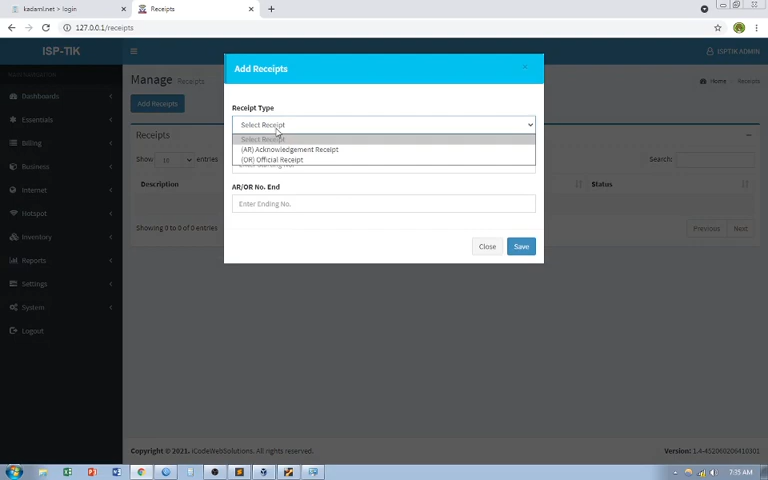 kadaml.net > login
Receipts
127.0.0.1/receipts
ISP-TIK
ISPTIK ADMIN
Dashboards
Essentials
Billing
Business
Internet
Hotspot
Inventory
Reports
Settings
System
Logout
Manage Receipts
Home Receipts
Add Receipts
Receipts
Show 10 entries
Search:
Description
Status
Showing 0 to 0 of 0 entries
Previous Next
Add Receipts
×
Receipt Type
Select Receipt
Select Receipt
(AR) Acknowledgement Receipt
(OR) Official Receipt
Enter Starting No.
AR/OR No. End
Enter Ending No.
Close Save
Copyright © 2021. iCodeWebSolutions. All rights reserved.
Version: 1.4-452069206410301
7:35 AM